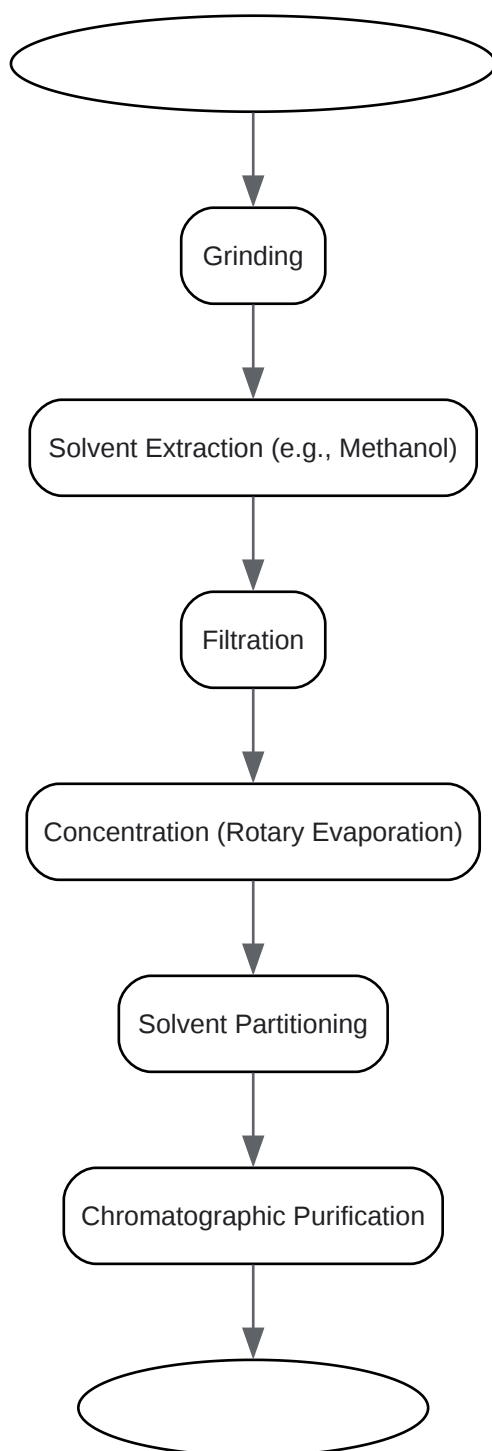 Grinding
Solvent Extraction (e.g., Methanol)
Filtration
Concentration (Rotary Evaporation)
Solvent Partitioning
Chromatographic Purification